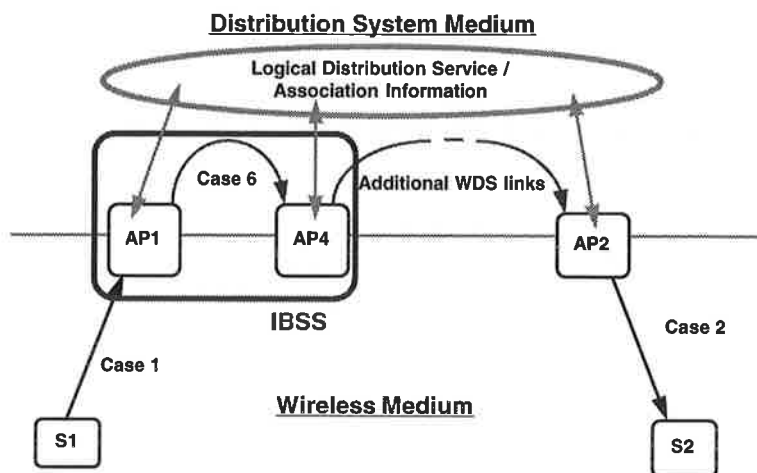 Distribution System Medium
Logical Distribution Service /
Association Information
Case 6
Additional WDS links
AP1
AP4
AP2
IBSS
Case 1
Case 2
Wireless Medium
S1
S2